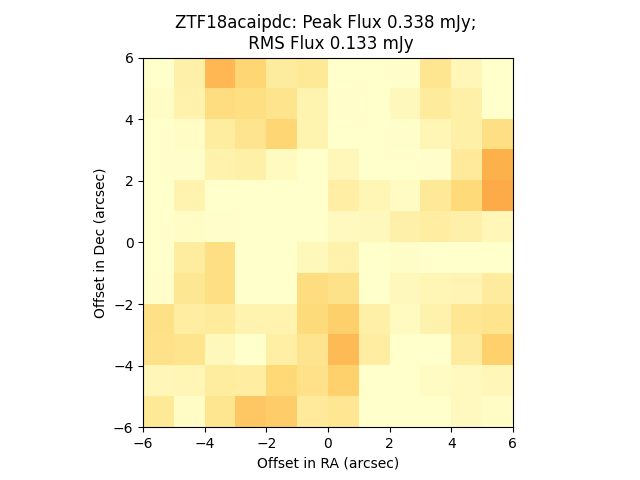 ZTF18acaipdc: Peak Flux 0.338 mJy;
RMS Flux 0.133 mJy
6
4
2
0
−2
−4
−6
Offset in Dec (arcsec)
−6 −4 −2 0 2 4 6
Offset in RA (arcsec)